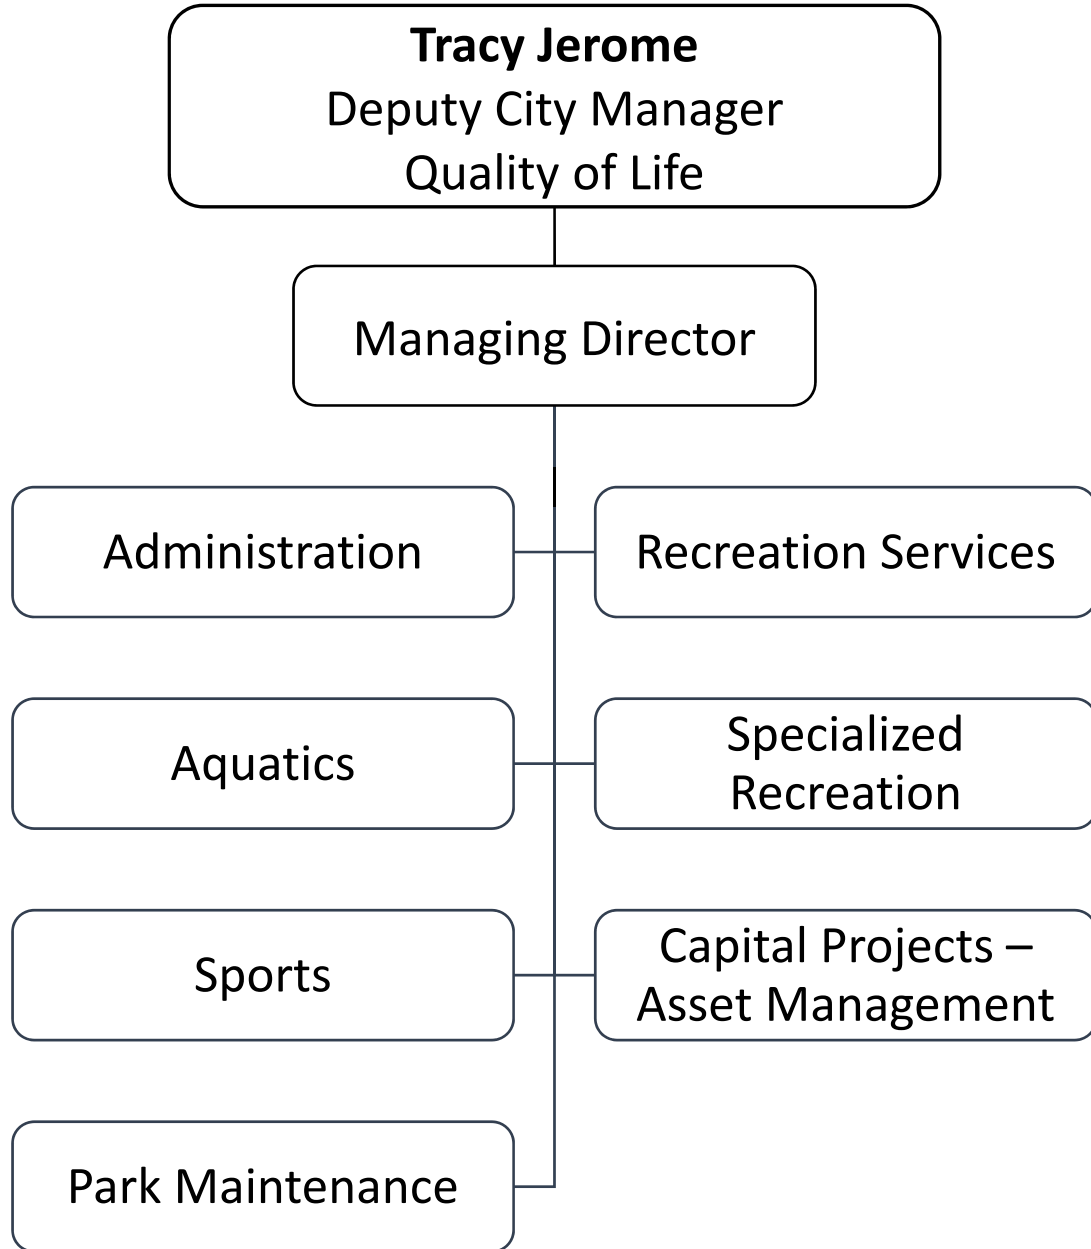 Tracy Jerome
Deputy City Manager
Quality of Life
Managing Director
Administration
Recreation Services
Aquatics
Specialized
Recreation
Sports
Capital Projects –
Asset Management
Park Maintenance